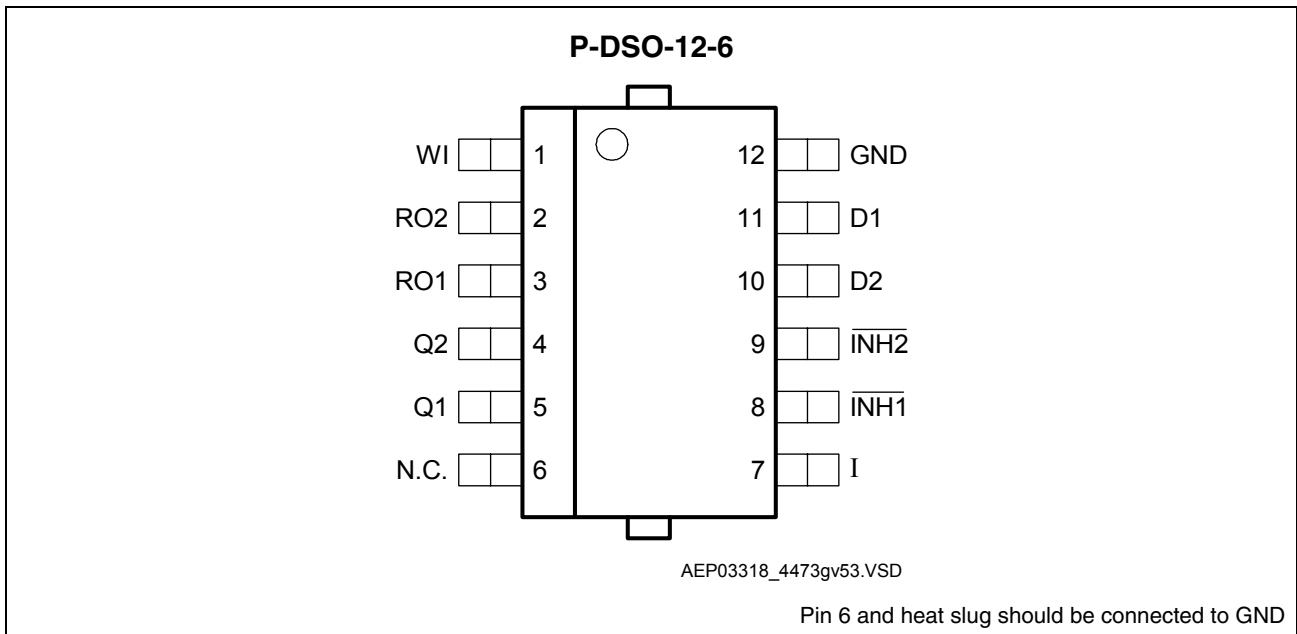 P-DSO-12-6
WI 1 12 GND
RO2 2 11 D1
RO1 3 10 D2
Q2 4 9 INH2
Q1 5 8 INH1
N.C. 6 7 I
AEP03318_4473gv53.VSD
Pin 6 and heat slug should be connected to GND